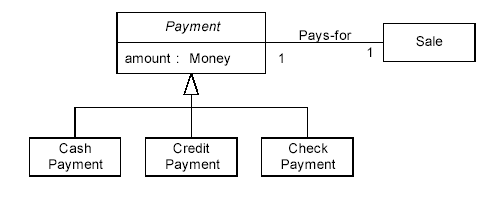 Payment
amount : Money
Pays-for
1
1
Sale
Cash
Payment
Credit
Payment
Check
Payment